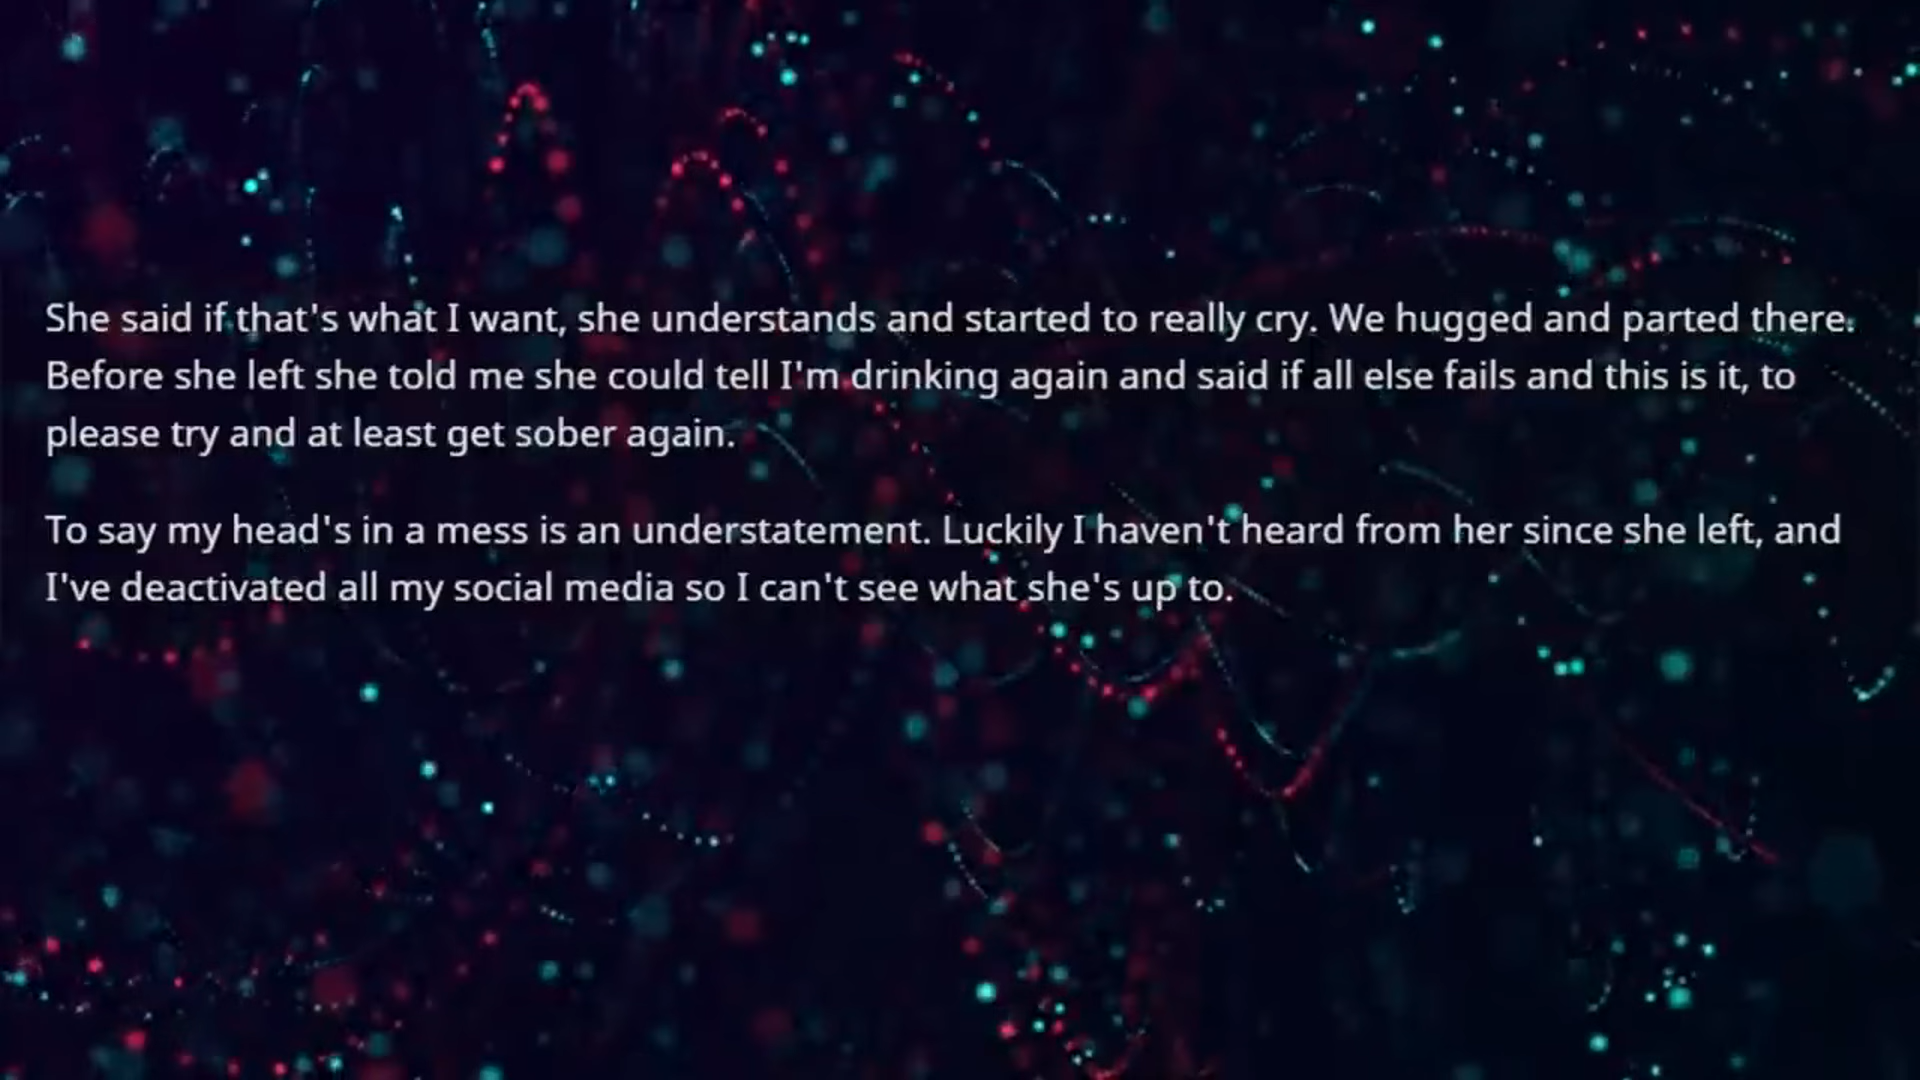 She said if that's what I want, she understands and started to really cry. We hugged and parted there.
Before she left she told me she could tell I'm drinking again and said if all else fails and this is it, to
please try and at least get sober again.
To say my head's in a mess is an understatement. Luckily I haven't heard from her since she left, and
I've deactivated all my social media so I can't see what she's up to.